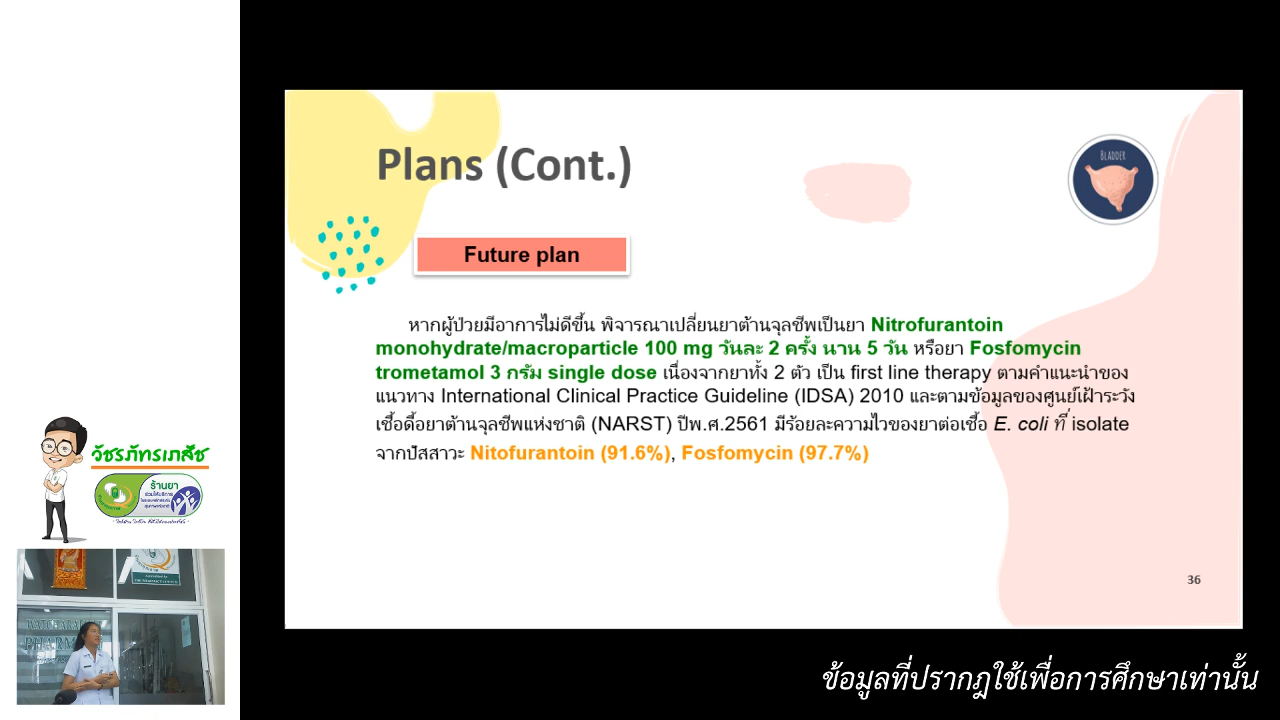 Plans (Cont.)
BLADDER
Future plan
หากผู้ป่วยมีอาการไม่ดีขึ้น พิจารณาเปลี่ยนยาต้านจุลชีพเป็นยา Nitrofurantoin
monohydrate/macroparticle 100 mg วันละ 2 ครั้ง นาน 5 วัน หรือยา Fosfomycin
trometamol 3 กรัม single dose เนื่องจากยาทั้ง 2 ตัว เป็น first line therapy ตามคำแนะนำของ
แนวทาง International Clinical Practice Guideline (IDSA) 2010 และตามข้อมูลของศูนย์เฝ้าระวัง
เชื้อดื้อยาต้านจุลชีพแห่งชาติ (NARST) ปีพ.ศ.2561 มีร้อยละความไวของยาต่อเชื้อ E. coli ที่ isolate
จากปัสสาวะ Nitofurantoin (91.6%), Fosfomycin (97.7%)
36
วัชรภัทรเภสัช
ร้านยา
ร่วมให้บริการ
ข้อมูลที่ปรากฎใช้เพื่อการศึกษาเท่านั้น